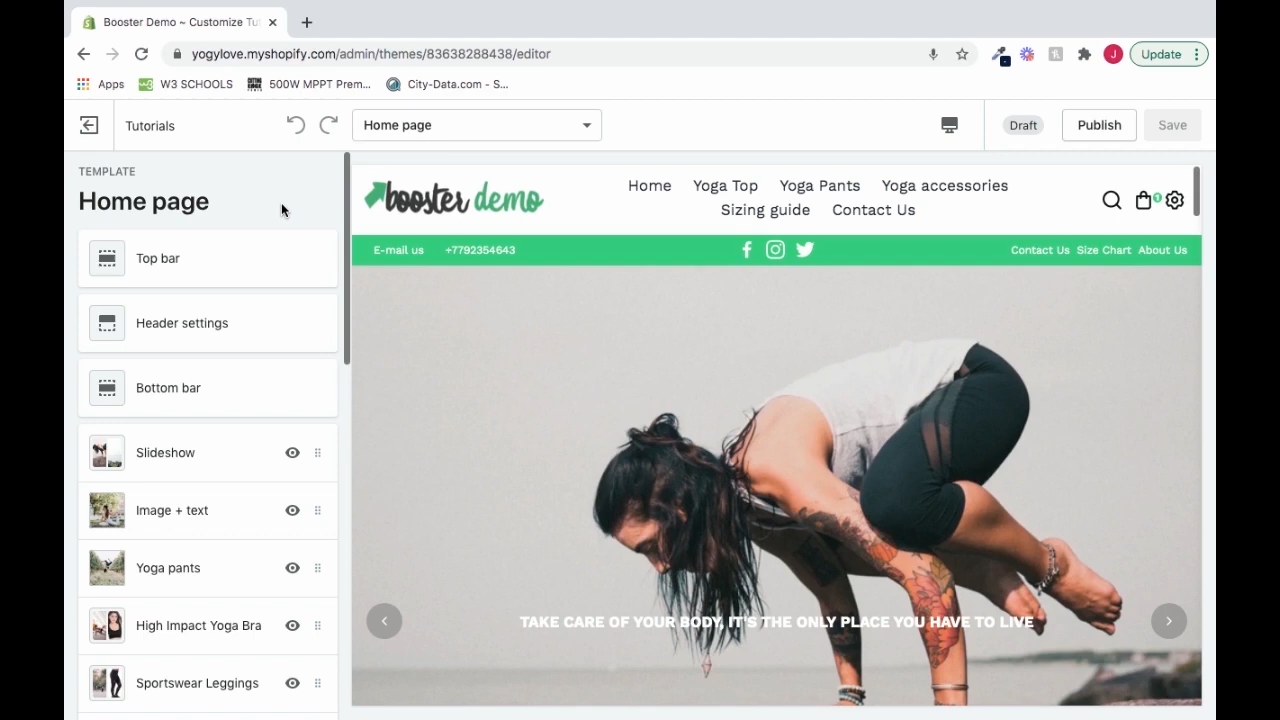 Booster Demo ~ Customize Tu
yogylove.myshopify.com/admin/themes/83638288438/editor
J
Update
Apps
W3 SCHOOLS
500W MPPT Prem...
City-Data.com - S...
Tutorials
Home page
Draft
Publish
Save
TEMPLATE
Home page
Top bar
Header settings
Bottom bar
Slideshow
Image + text
Yoga pants
High Impact Yoga Bra
Sportswear Leggings
booster demo
Home Yoga Top Yoga Pants Yoga accessories
Sizing guide Contact Us
1
E-mail us +7792354643
Contact Us Size Chart About Us
TAKE CARE OF YOUR BODY, IT'S THE ONLY PLACE YOU HAVE TO LIVE